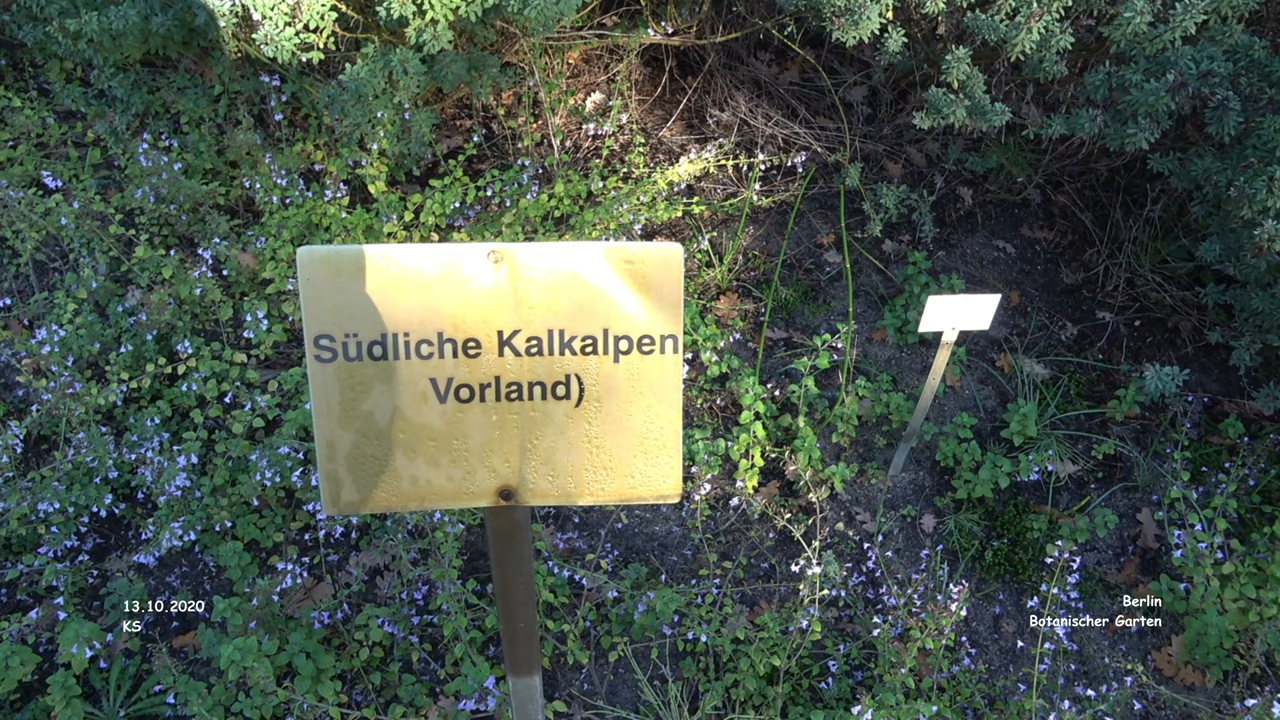 Südliche Kalkalpen
Vorland)
13.10.2020
KS
Berlin
Botanischer Garten